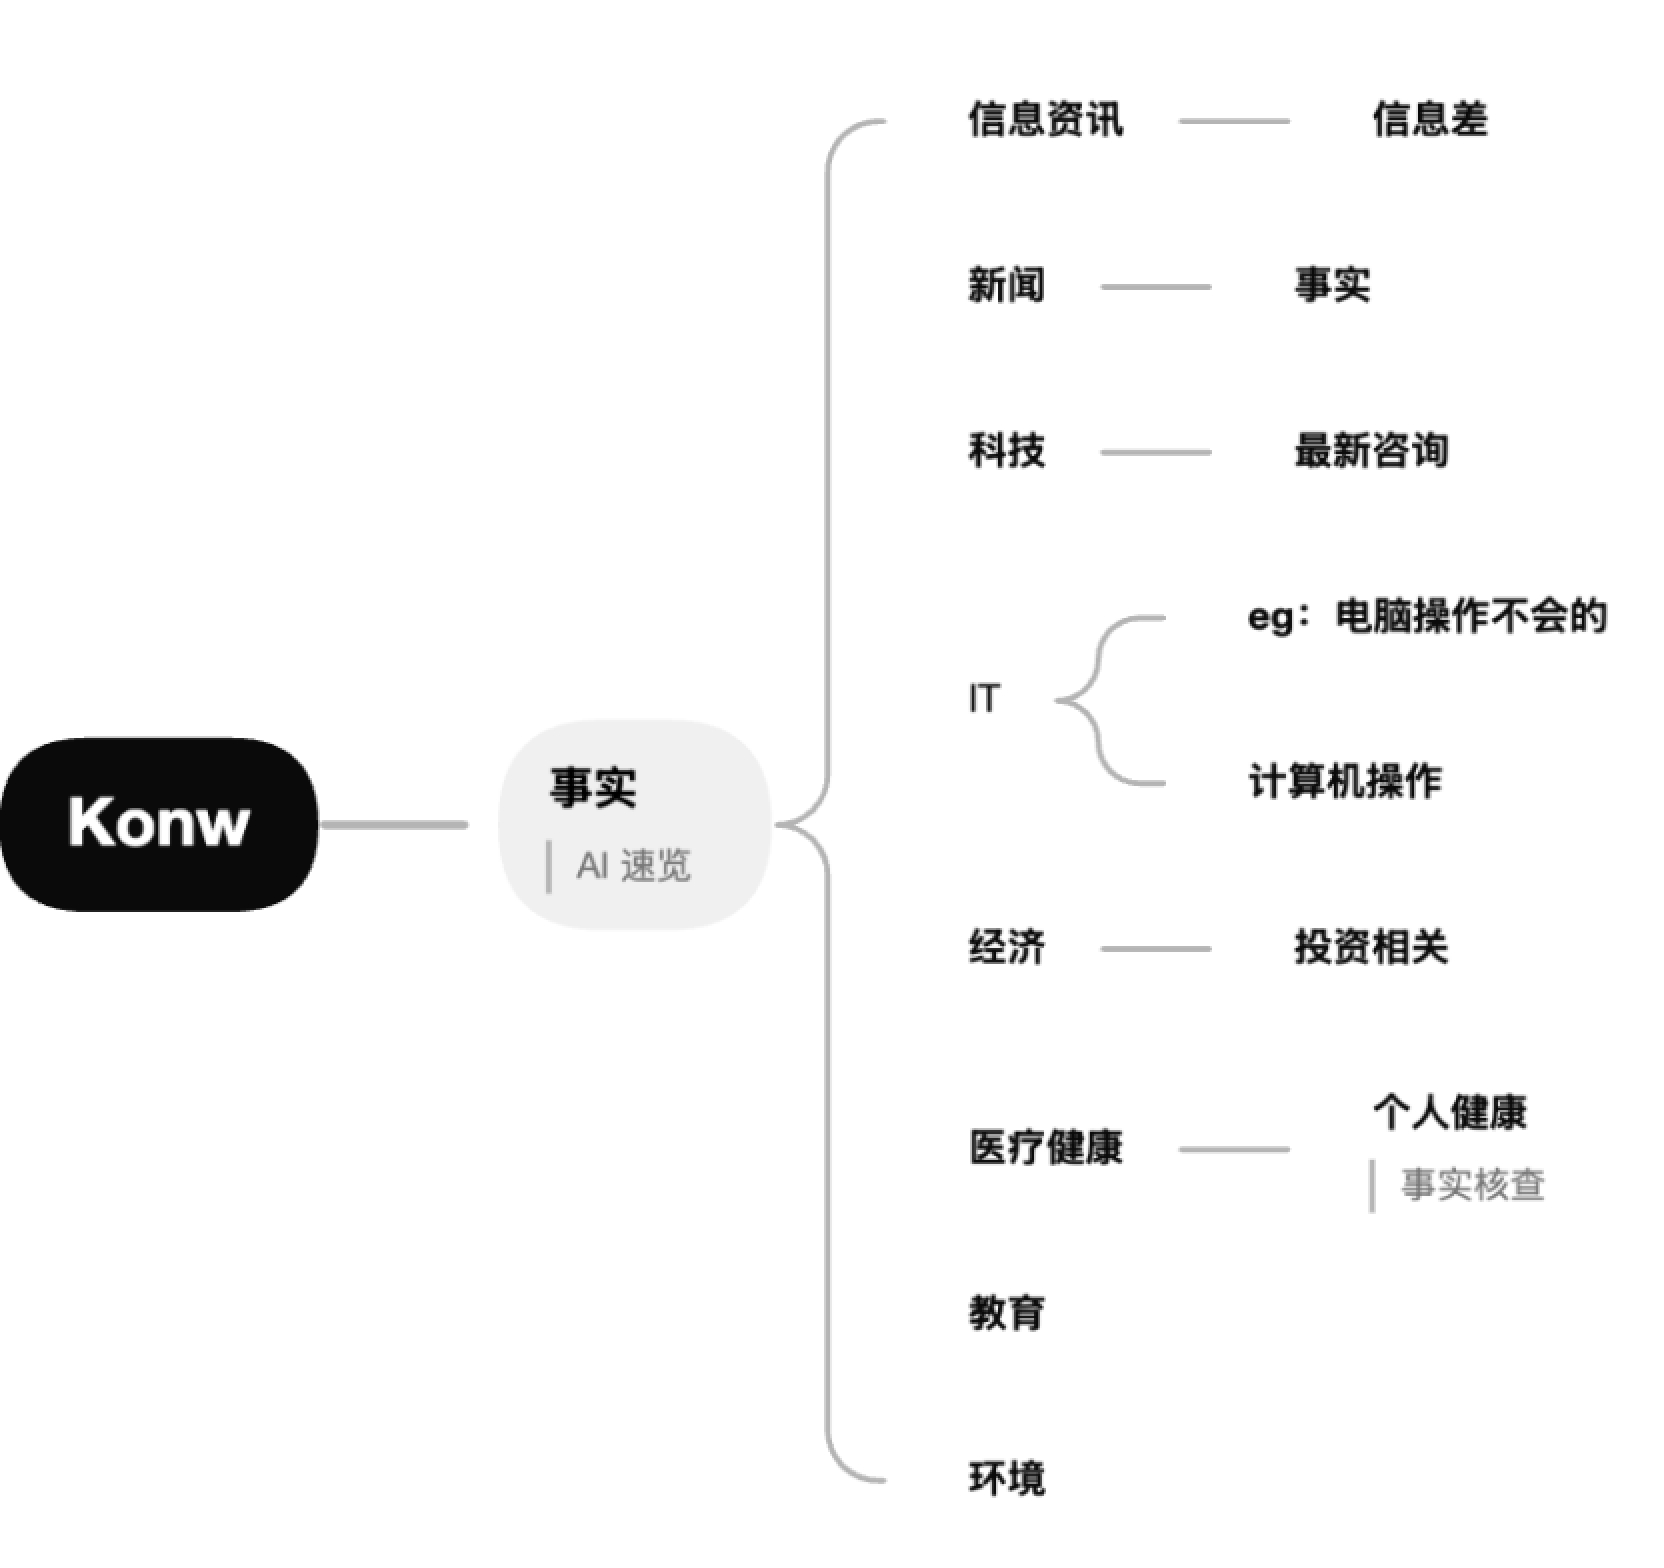 信息资讯
信息差
新闻
事实
科技
最新咨询
IT
eg：电脑操作不会的
计算机操作
Konw
事实
AI 速览
经济
投资相关
医疗健康
个人健康
事实核查
教育
环境